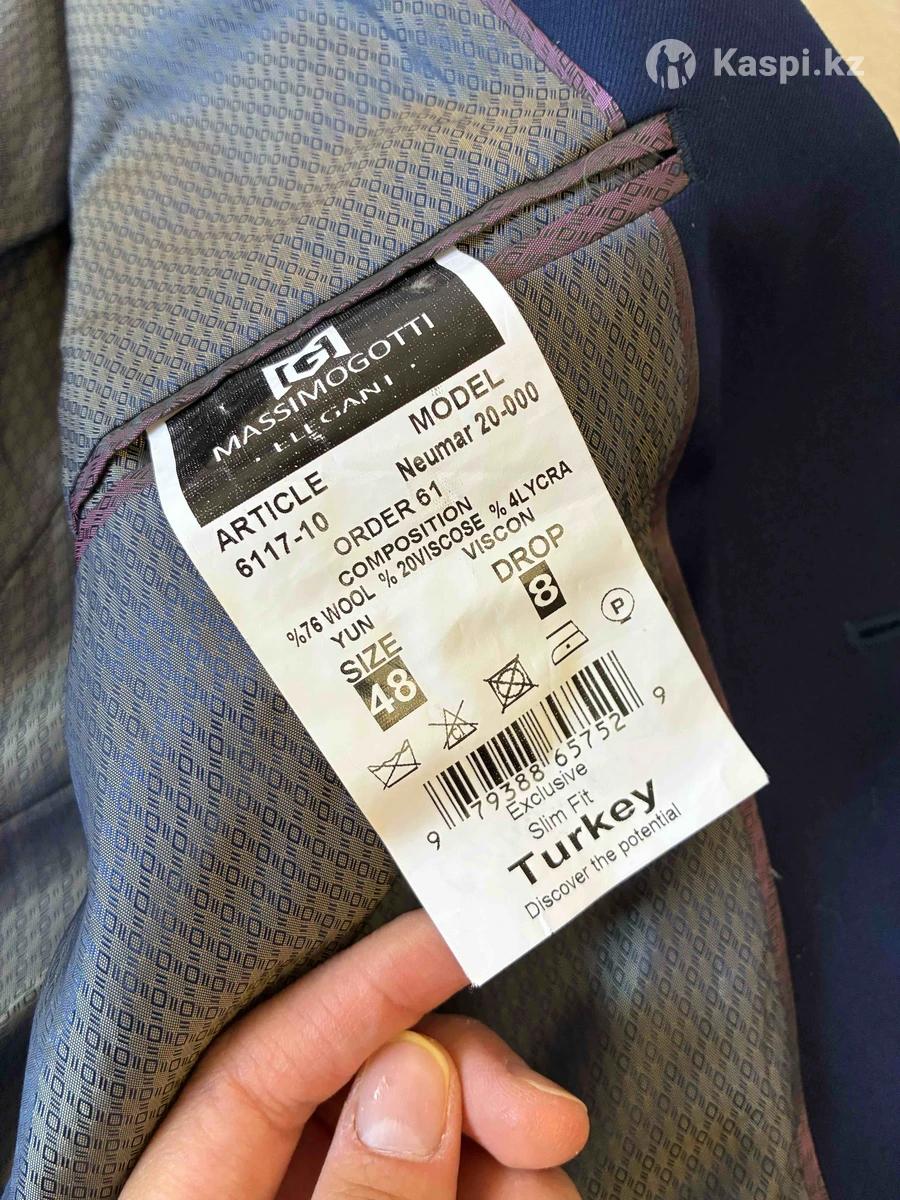 Kaspi.kz
G
MASSIMOGOTTI
· ELEGANT ·
ARTICLE MODEL
6117-10 Neumar 20-000
ORDER 61
COMPOSITION
%76 WOOL %20VISCOSE %4LYCRA
YUN VISCON
SIZE DROP
48 8
P
9 79388 65752 9
Exclusive
Slim Fit
Turkey
Discover the potential